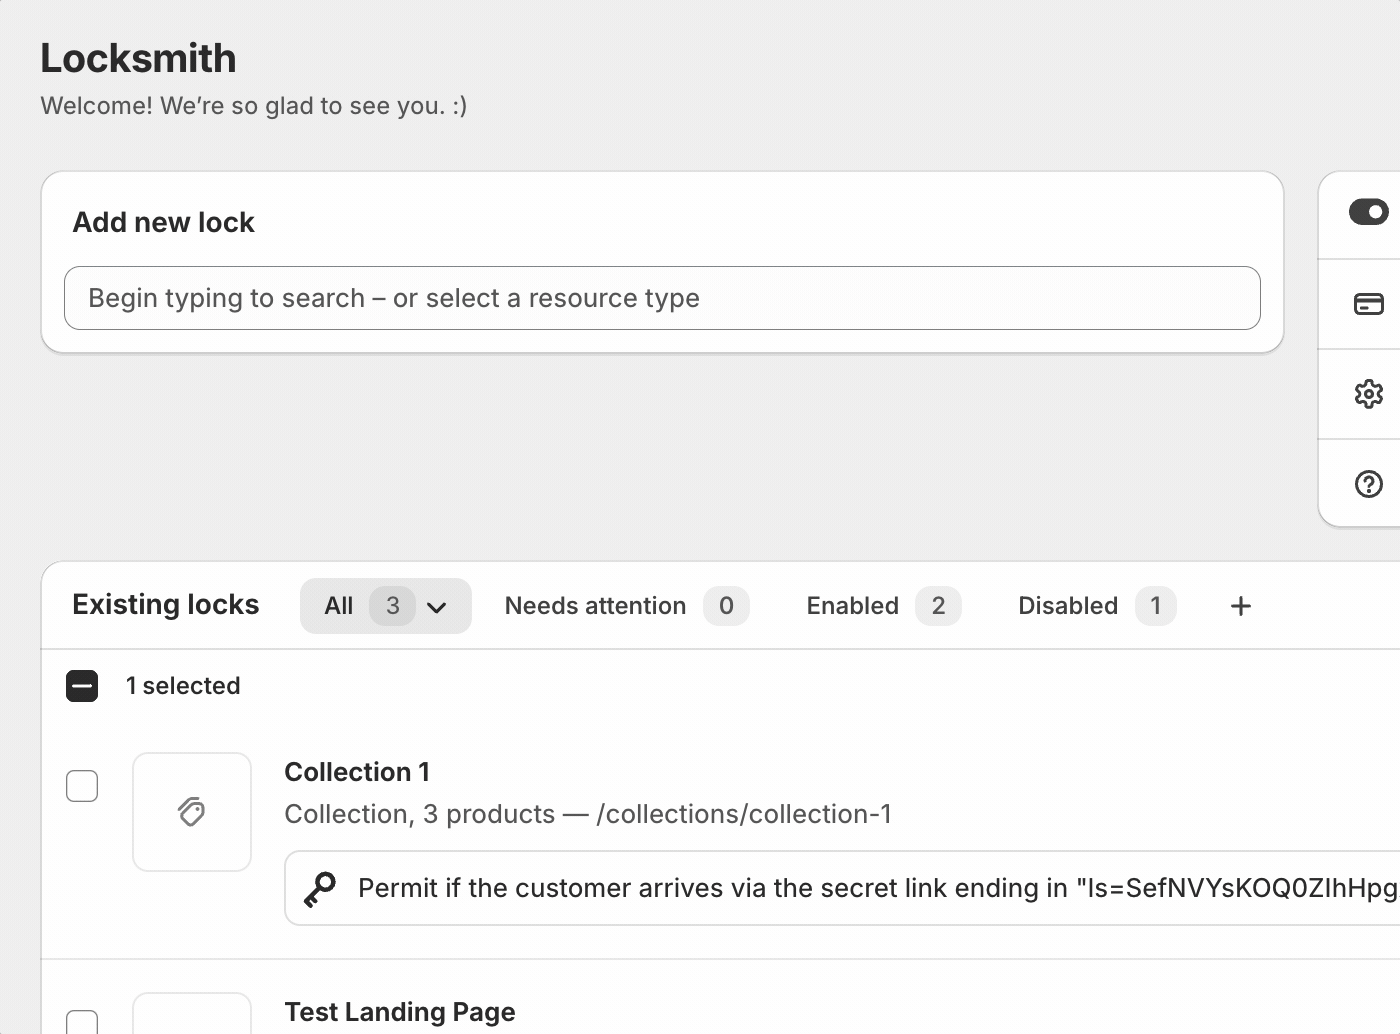 Locksmith
Welcome! We're so glad to see you. :)
Add new lock
Begin typing to search – or select a resource type
Existing locks All 3 Needs attention 0 Enabled 2 Disabled 1
1 selected
Collection 1
Collection, 3 products — /collections/collection-1
Permit if the customer arrives via the secret link ending in "ls=SefNVYsKOQ0ZIhHpg
Test Landing Page